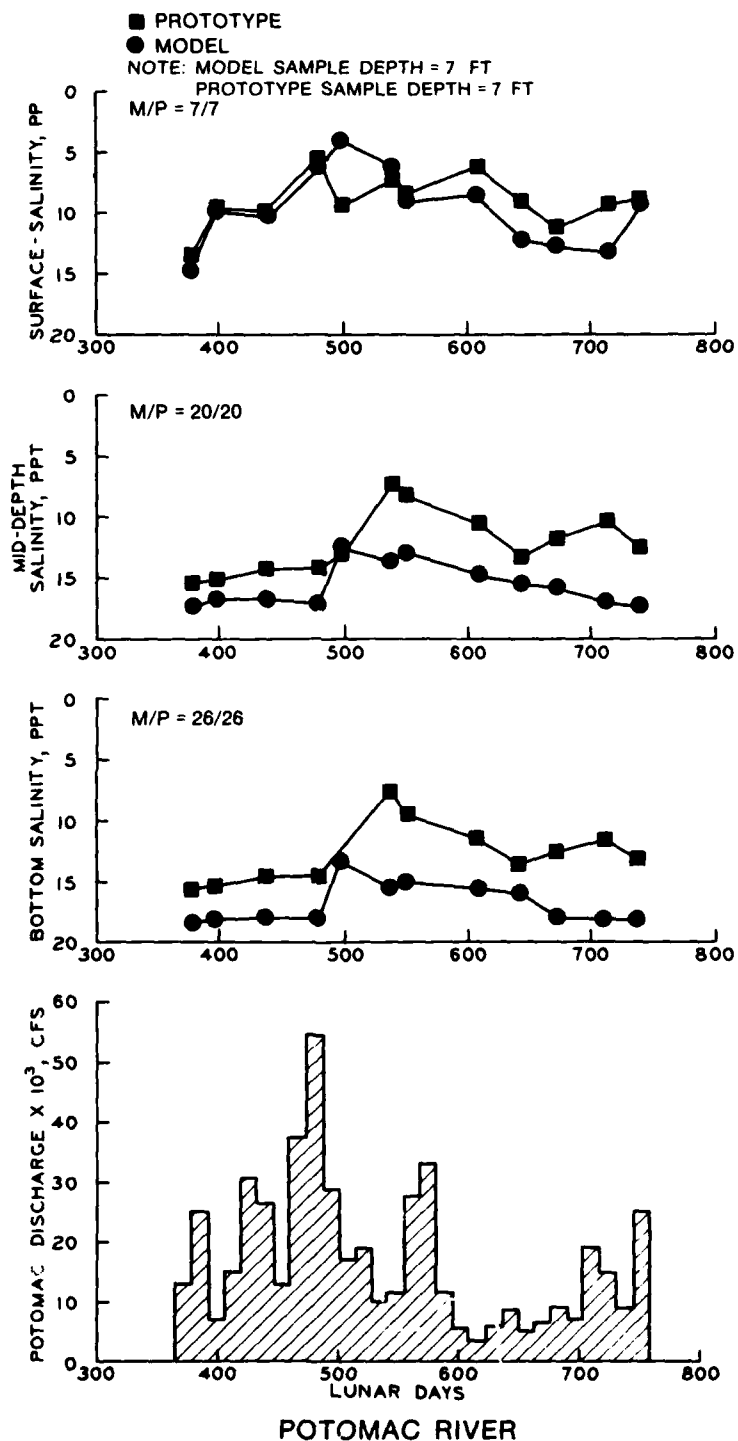 PROTOTYPE
MODEL
NOTE: MODEL SAMPLE DEPTH = 7 FT
PROTOTYPE SAMPLE DEPTH = 7 FT
M/P = 7/7
SURFACE-SALINITY, PP
0
5
10
15
20
300 400 500 600 700 800
M/P = 20/20
MID-DEPTH
SALINITY, PPT
0
5
10
15
20
300 400 500 600 700 800
M/P = 26/26
BOTTOM SALINITY, PPT
0
5
10
15
20
300 400 500 600 700 800
POTOMAC DISCHARGE X 10³, CFS
60
50
40
30
20
10
0
300 400 500 600 700 800
LUNAR DAYS
POTOMAC RIVER